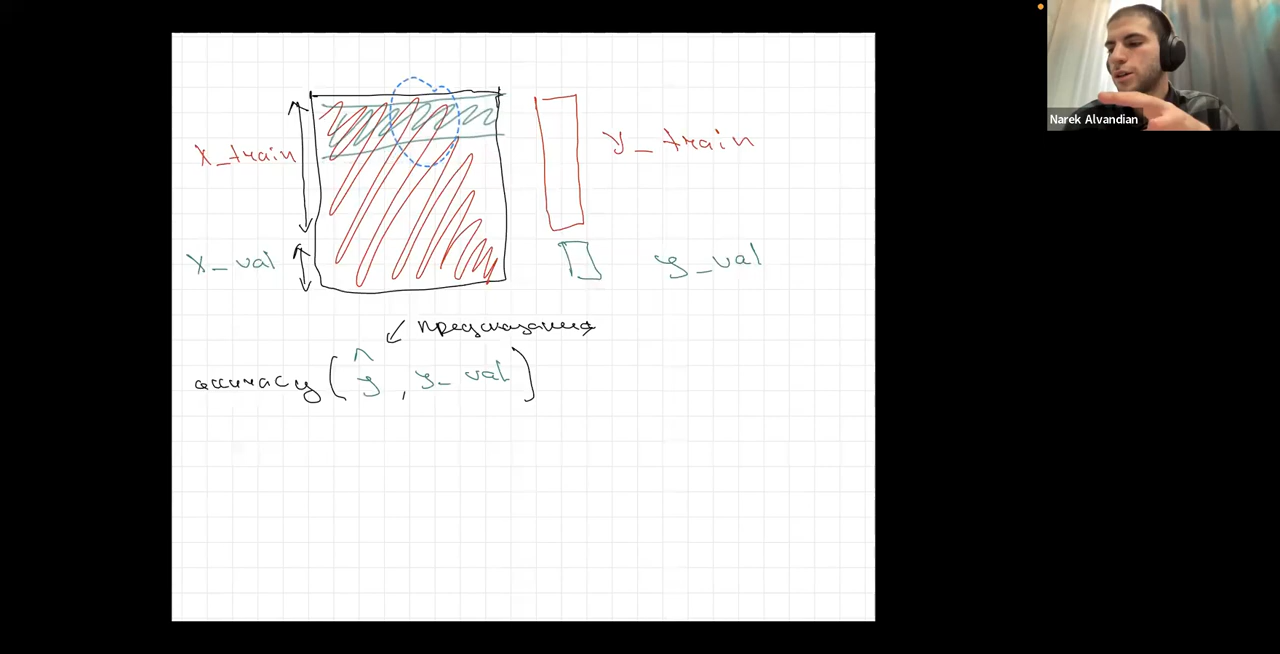 Narek Alvandian
X_train
y_train
X_val
y_val
предсказания
accuracy ( ŷ , y_val )